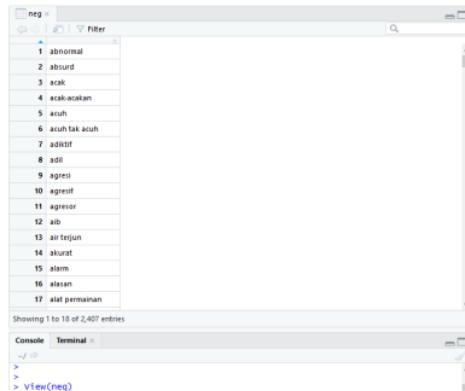 neg
Filter
1 abnormal
2 absurd
3 acak
4 acak-acakan
5 acuh
6 acuh tak acuh
7 adiktif
8 adil
9 agresi
10 agresif
11 agresor
12 aib
13 air terjun
14 akurat
15 alarm
16 alasan
17 alat permainan
Showing 1 to 18 of 2,407 entries
Console Terminal
~/
>
>
> View(neg)